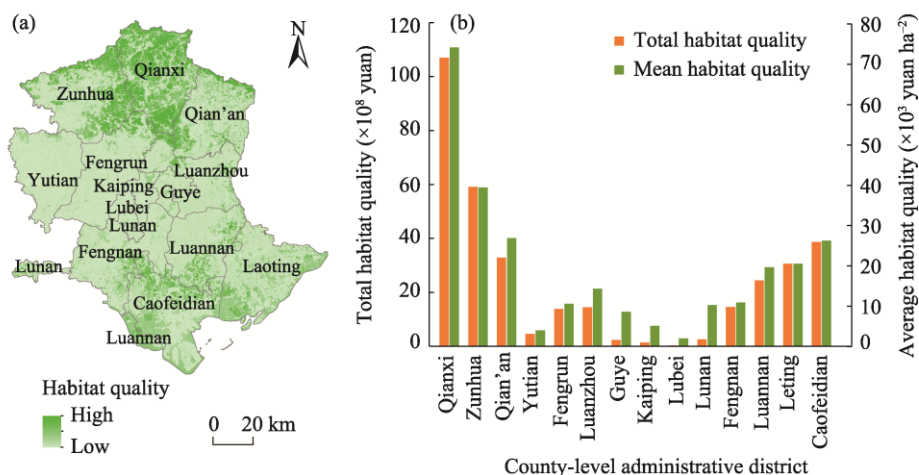 (a)
N
Qianxi
Zunhua
Qian'an
Fengrun
Luanzhou
Yutian
Kaiping
Guye
Lubei
Lunan
Luannan
Fengnan
Laoting
Lunan
Caofeidian
Luannan
Habitat quality
High
Low
0 20 km
(b)
Total habitat quality
Mean habitat quality
Total habitat quality (×10⁸ yuan)
120
100
80
60
40
20
0
Average habitat quality (×10³ yuan ha⁻²)
80
70
60
50
40
30
20
10
0
Qianxi
Zunhua
Qian'an
Yutian
Fengrun
Luanzhou
Guye
Kaiping
Lubei
Lunan
Fengnan
Luannan
Leting
Caofeidian
County-level administrative district